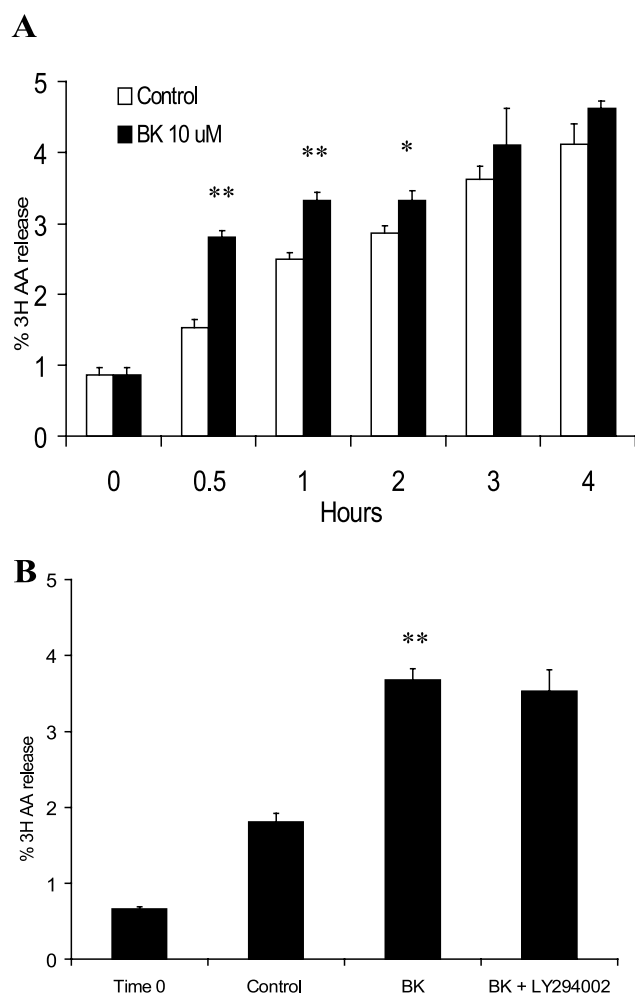 A
5
4
3
2
1
0
% 3H AA release
Control
BK 10 uM
**
**
*
0 0.5 1 2 3 4
Hours
B
5
4
3
2
1
0
% 3H AA release
**
Time 0 Control BK BK + LY294002